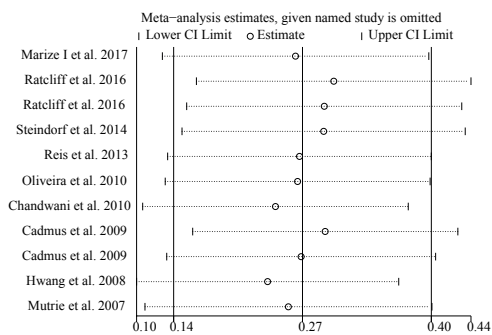 Meta−analysis estimates, given named study is omitted
Lower CI Limit Estimate Upper CI Limit
Marize I et al. 2017
Ratcliff et al. 2016
Ratcliff et al. 2016
Steindorf et al. 2014
Reis et al. 2013
Oliveira et al. 2010
Chandwani et al. 2010
Cadmus et al. 2009
Cadmus et al. 2009
Hwang et al. 2008
Mutrie et al. 2007
0.10 0.14 0.27 0.40 0.44